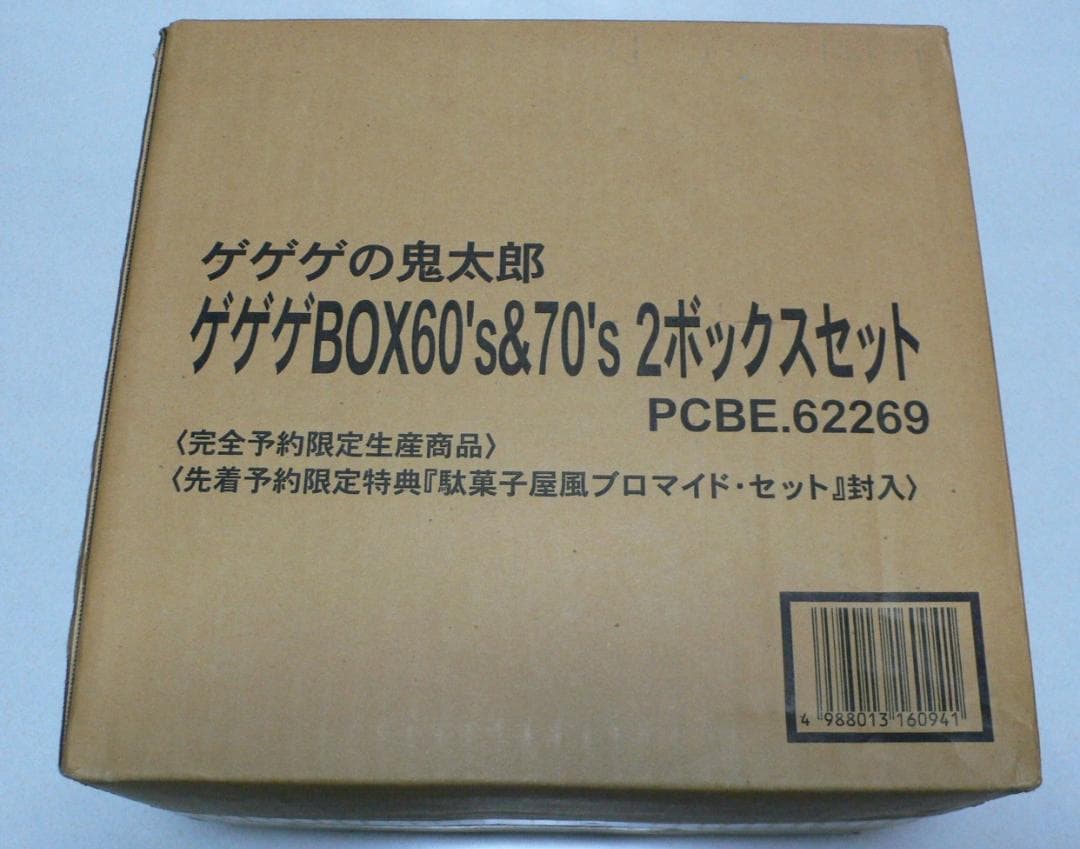 ゲゲゲの鬼太郎
ゲゲゲBOX60's&70's 2ボックスセット
PCBE.62269
〈完全予約限定生産商品〉
〈先着予約限定特典『駄菓子屋風ブロマイド・セット』封入〉
4 988013 160941